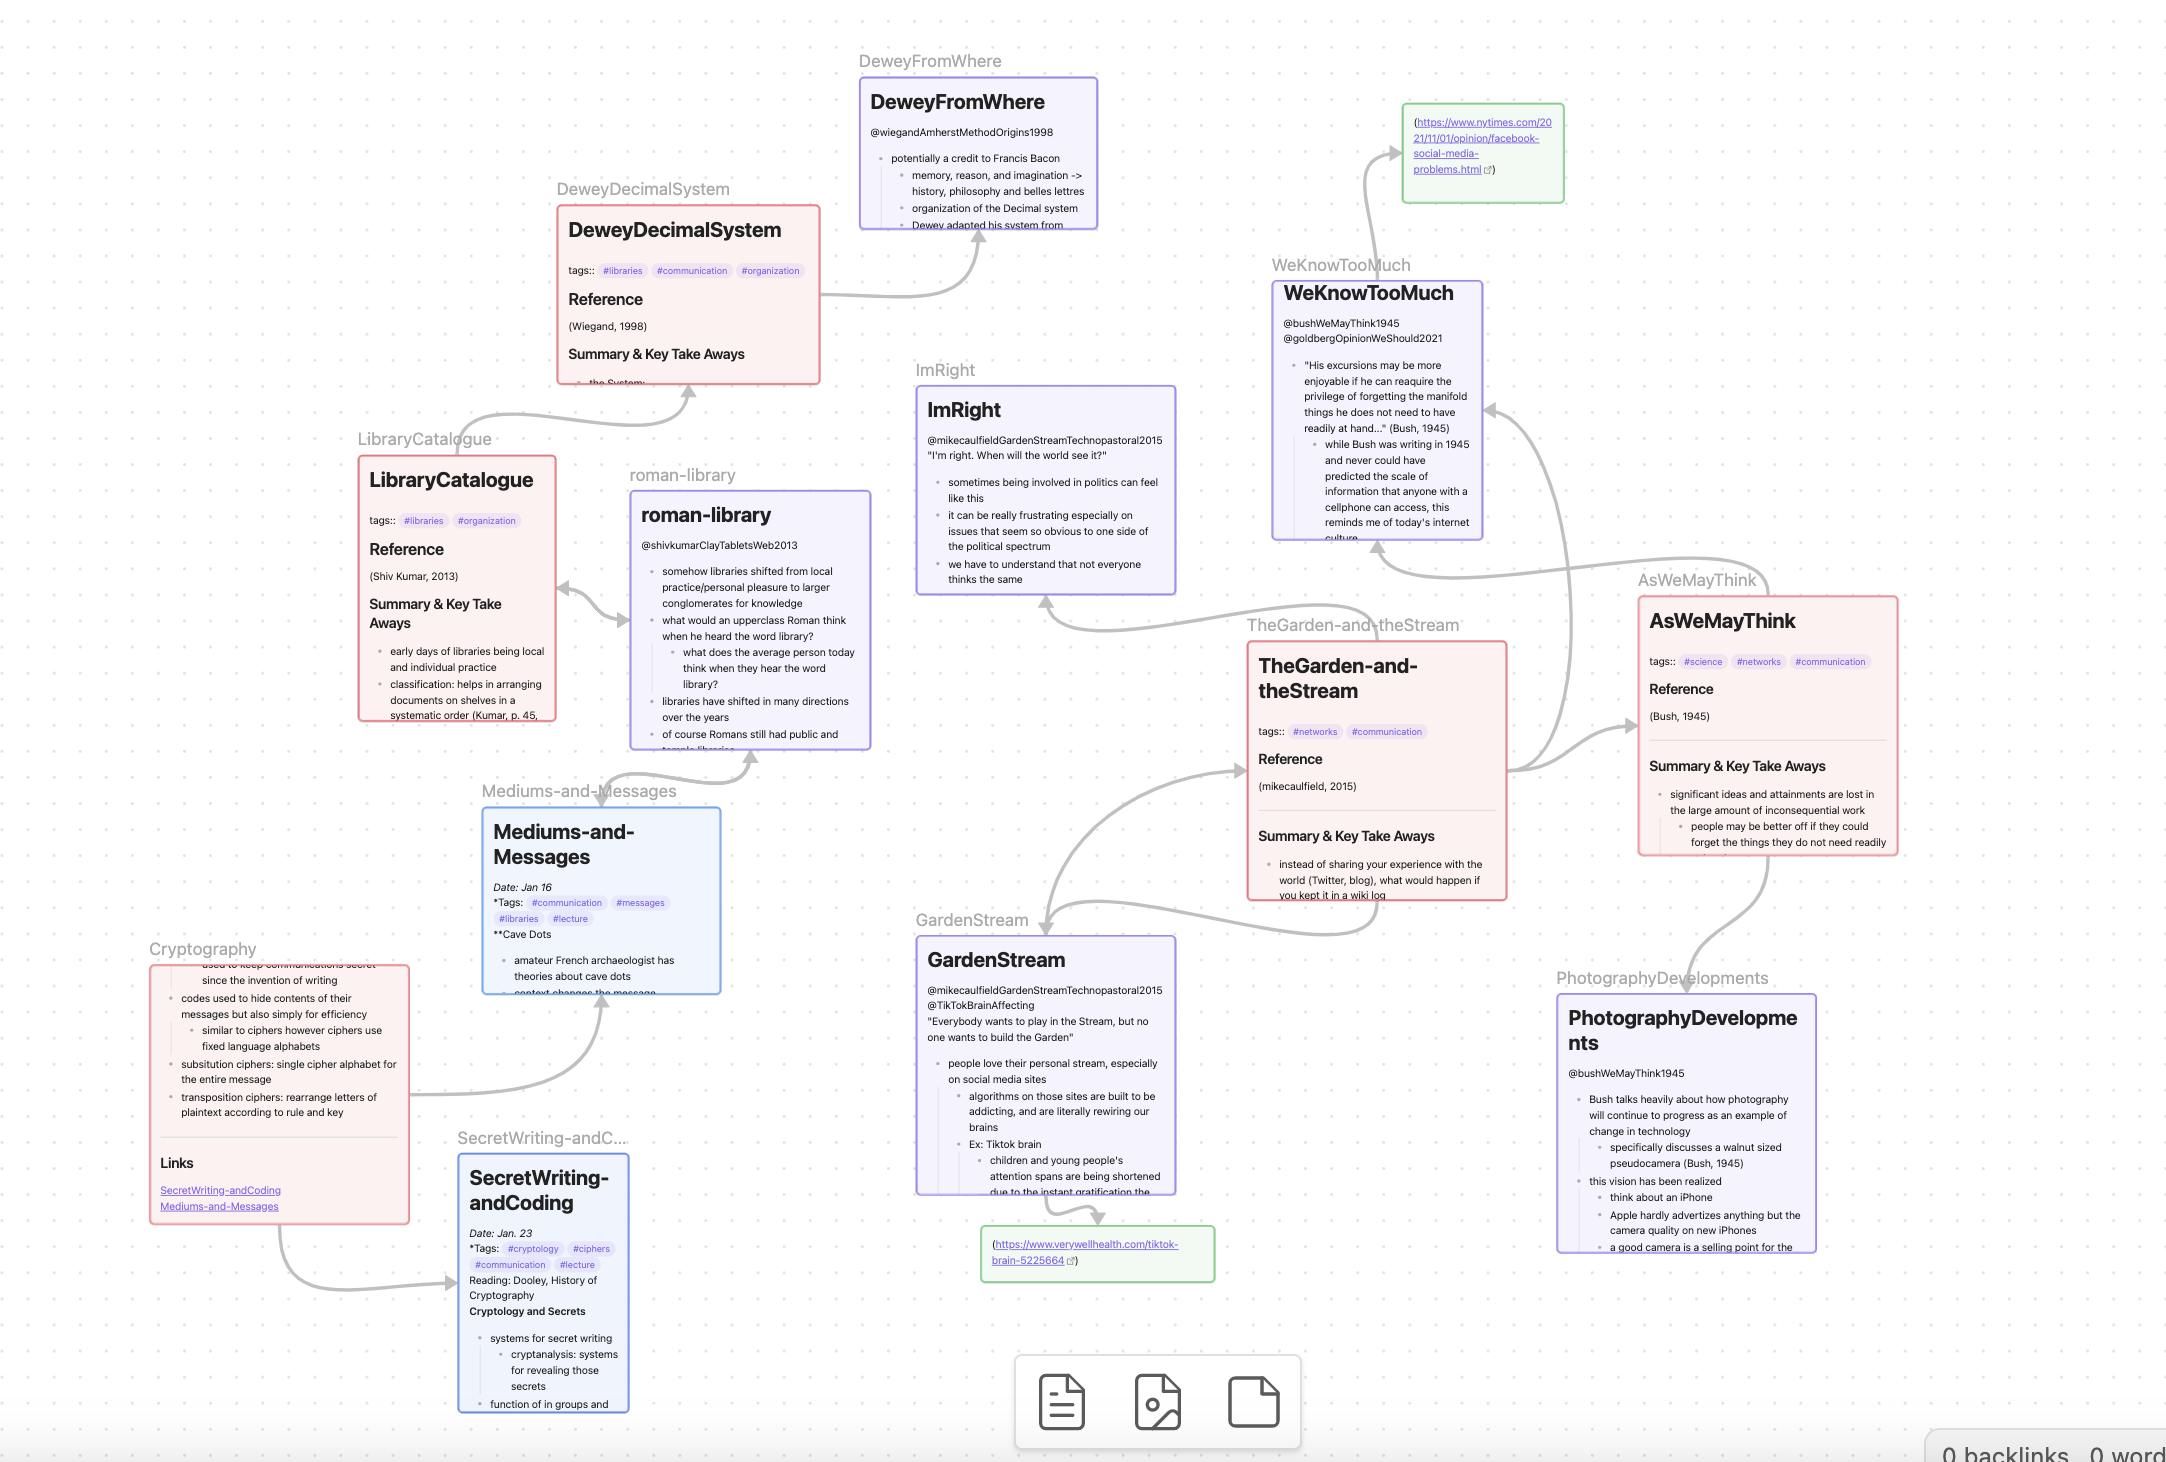 DeweyFromWhere
DeweyFromWhere
@wiegandAmherstMethodOrigins1998
potentially a credit to Francis Bacon
memory, reason, and imagination ->
history, philosophy and belles lettres
organization of the Decimal system
Dewey adapted his system from
(https://www.nytimes.com/20
21/11/01/opinion/facebook-
social-media-
problems.html)
DeweyDecimalSystem
DeweyDecimalSystem
tags:: #libraries #communication #organization
Reference
(Wiegand, 1998)
Summary & Key Take Aways
the System:
WeKnowTooMuch
WeKnowTooMuch
@bushWeMayThink1945
@goldbergOpinionWeShould2021
"His excursions may be more
enjoyable if he can reaquire the
privilege of forgetting the manifold
things he does not need to have
readily at hand..." (Bush, 1945)
while Bush was writing in 1945
and never could have
predicted the scale of
information that anyone with a
cellphone can access, this
reminds me of today's internet
culture
ImRight
ImRight
@mikecaulfieldGardenStreamTechnopastoral2015
"I'm right. When will the world see it?"
sometimes being involved in politics can feel
like this
it can be really frustrating especially on
issues that seem so obvious to one side of
the political spectrum
we have to understand that not everyone
thinks the same
LibraryCatalogue
LibraryCatalogue
tags:: #libraries #organization
Reference
(Shiv Kumar, 2013)
Summary & Key Take
Aways
early days of libraries being local
and individual practice
classification: helps in arranging
documents on shelves in a
systematic order (Kumar, p. 45,
roman-library
roman-library
@shivkumarClayTabletsWeb2013
somehow libraries shifted from local
practice/personal pleasure to larger
conglomerates for knowledge
what would an upperclass Roman think
when he heard the word library?
what does the average person today
think when they hear the word
library?
libraries have shifted in many directions
over the years
of course Romans still had public and
temple libraries
AsWeMayThink
AsWeMayThink
tags:: #science #networks #communication
Reference
(Bush, 1945)
Summary & Key Take Aways
significant ideas and attainments are lost in
the large amount of inconsequential work
people may be better off if they could
forget the things they do not need readily
TheGarden-and-theStream
TheGarden-and-
theStream
tags:: #networks #communication
Reference
(mikecaulfield, 2015)
Summary & Key Take Aways
instead of sharing your experience with the
world (Twitter, blog), what would happen if
you kept it in a wiki log
Mediums-and-Messages
Mediums-and-
Messages
Date: Jan 16
*Tags: #communication #messages
#libraries #lecture
**Cave Dots
amateur French archaeologist has
theories about cave dots
context changes the message
Cryptography
used to keep communications secret
since the invention of writing
codes used to hide contents of their
messages but also simply for efficiency
similar to ciphers however ciphers use
fixed language alphabets
subsitution ciphers: single cipher alphabet for
the entire message
transposition ciphers: rearrange letters of
plaintext according to rule and key
Links
SecretWriting-andCoding
Mediums-and-Messages
GardenStream
GardenStream
@mikecaulfieldGardenStreamTechnopastoral2015
@TikTokBrainAffecting
"Everybody wants to play in the Stream, but no
one wants to build the Garden"
people love their personal stream, especially
on social media sites
algorithms on those sites are built to be
addicting, and are literally rewiring our
brains
Ex: Tiktok brain
children and young people's
attention spans are being shortened
due to the instant gratification the
PhotographyDevelopments
PhotographyDevelopme
nts
@bushWeMayThink1945
Bush talks heavily about how photography
will continue to progress as an example of
change in technology
specifically discusses a walnut sized
pseudocamera (Bush, 1945)
this vision has been realized
think about an iPhone
Apple hardly advertizes anything but the
camera quality on new iPhones
a good camera is a selling point for the
SecretWriting-andC...
SecretWriting-
andCoding
Date: Jan. 23
*Tags: #cryptology #ciphers
#communication #lecture
Reading: Dooley, History of
Cryptography
Cryptology and Secrets
systems for secret writing
cryptanalysis: systems
for revealing those
secrets
function of in groups and
(https://www.verywellhealth.com/tiktok-
brain-5225664)
0 backlinks 0 word